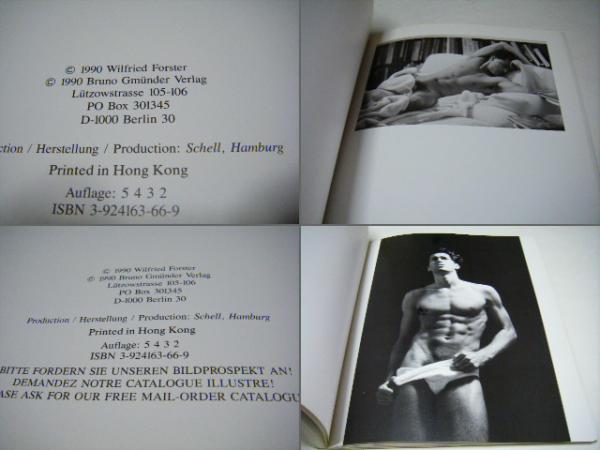 © 1990 Wilfried Forster
© 1990 Bruno Gmünder Verlag
Lützowstrasse 105-106
PO Box 301345
D-1000 Berlin 30
ction / Herstellung / Production: Schell, Hamburg
Printed in Hong Kong
Auflage: 5 4 3 2
ISBN 3-924163-66-9
© 1990 Wilfried Forster
© 1990 Bruno Gmünder Verlag
Lützowstrasse 105-106
PO Box 301345
D-1000 Berlin 30
Production / Herstellung / Production: Schell, Hamburg
Printed in Hong Kong
Auflage: 5 4 3 2
ISBN 3-924163-66-9
BITTE FORDERN SIE UNSEREN BILDPROSPEKT AN!
DEMANDEZ NOTRE CATALOGUE ILLUSTRE!
ASE ASK FOR OUR FREE MAIL-ORDER CATALOGU